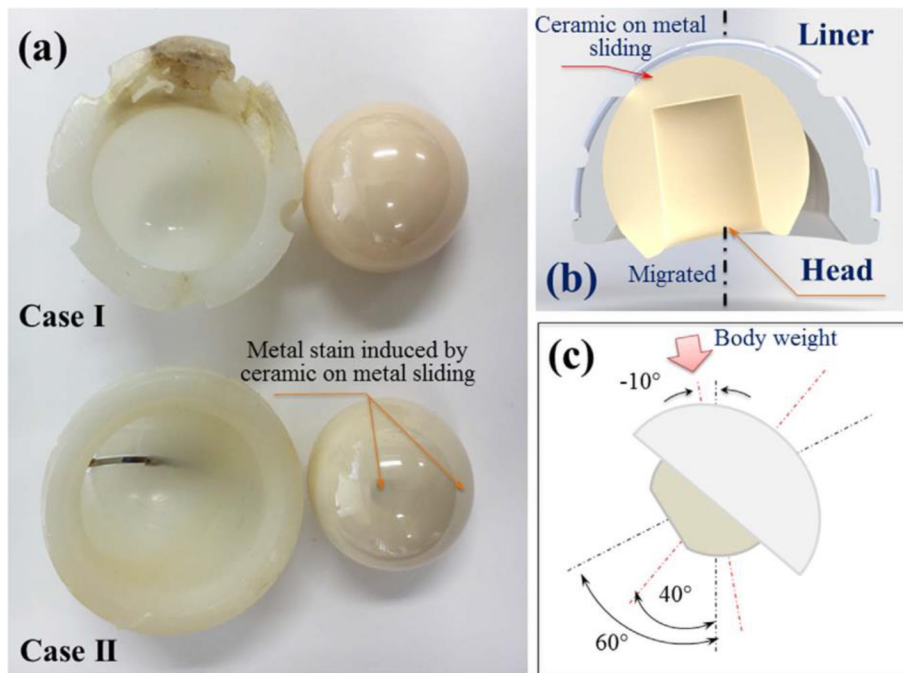 (a)
Case I
Metal stain induced by
ceramic on metal sliding
Case II
Ceramic on metal
sliding
Liner
(b)
Migrated
Head
(c)
Body weight
-10°
40°
60°